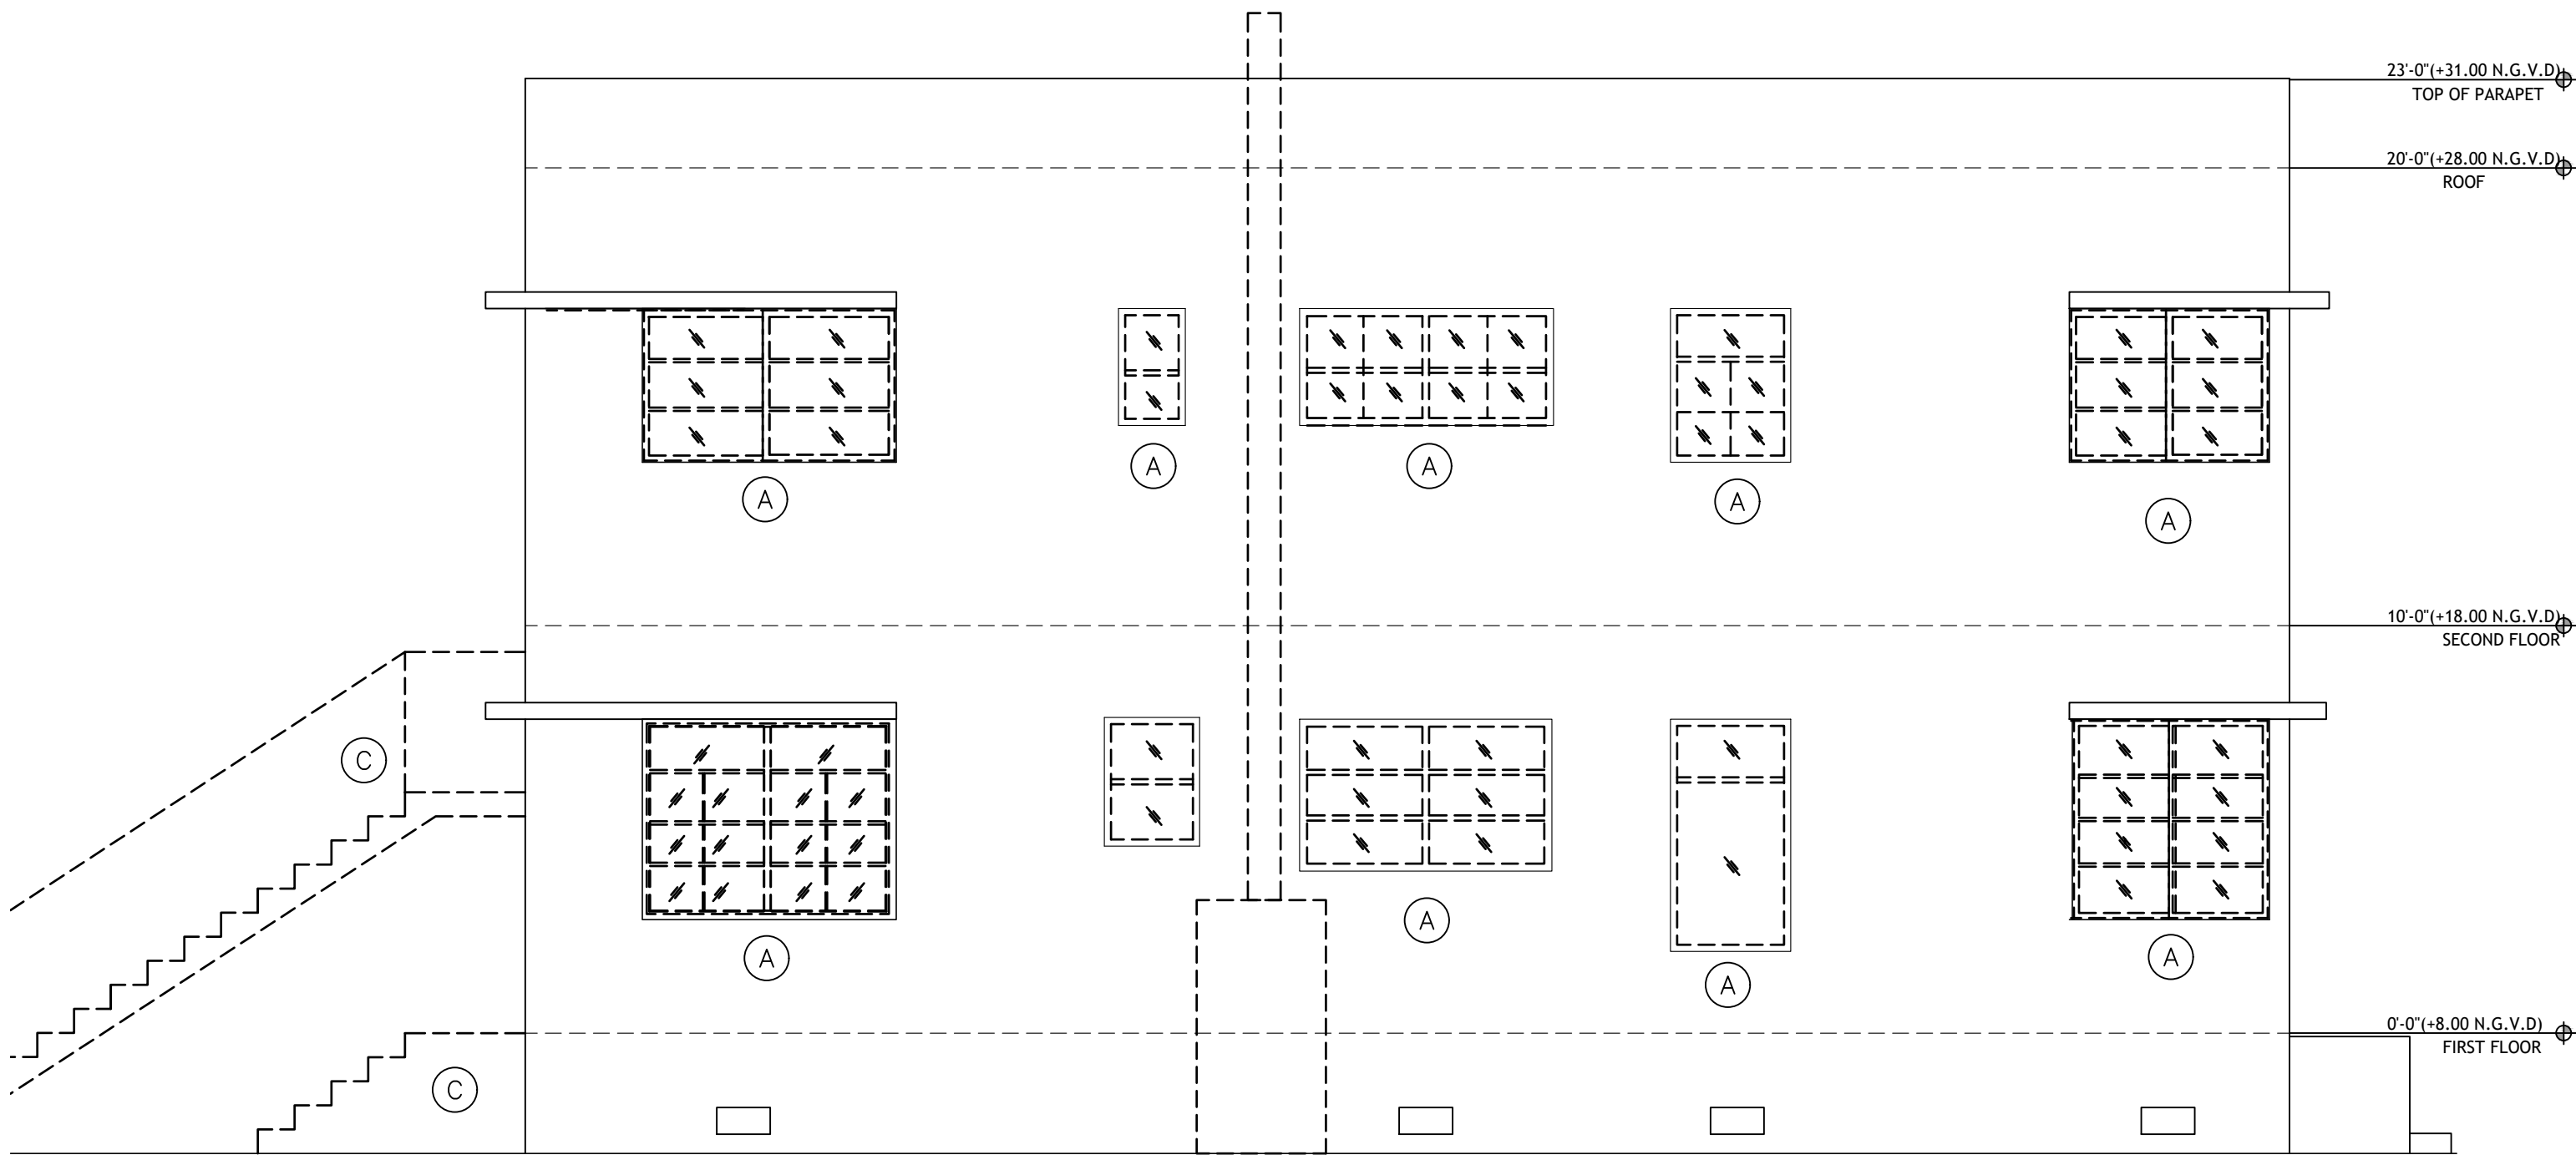 23'-0"(+31.00 N.G.V.D)
TOP OF PARAPET
20'-0"(+28.00 N.G.V.D)
ROOF
A
A
A
A
A
10'-0"(+18.00 N.G.V.D)
SECOND FLOOR
C
A
A
A
A
0'-0"(+8.00 N.G.V.D)
FIRST FLOOR
C